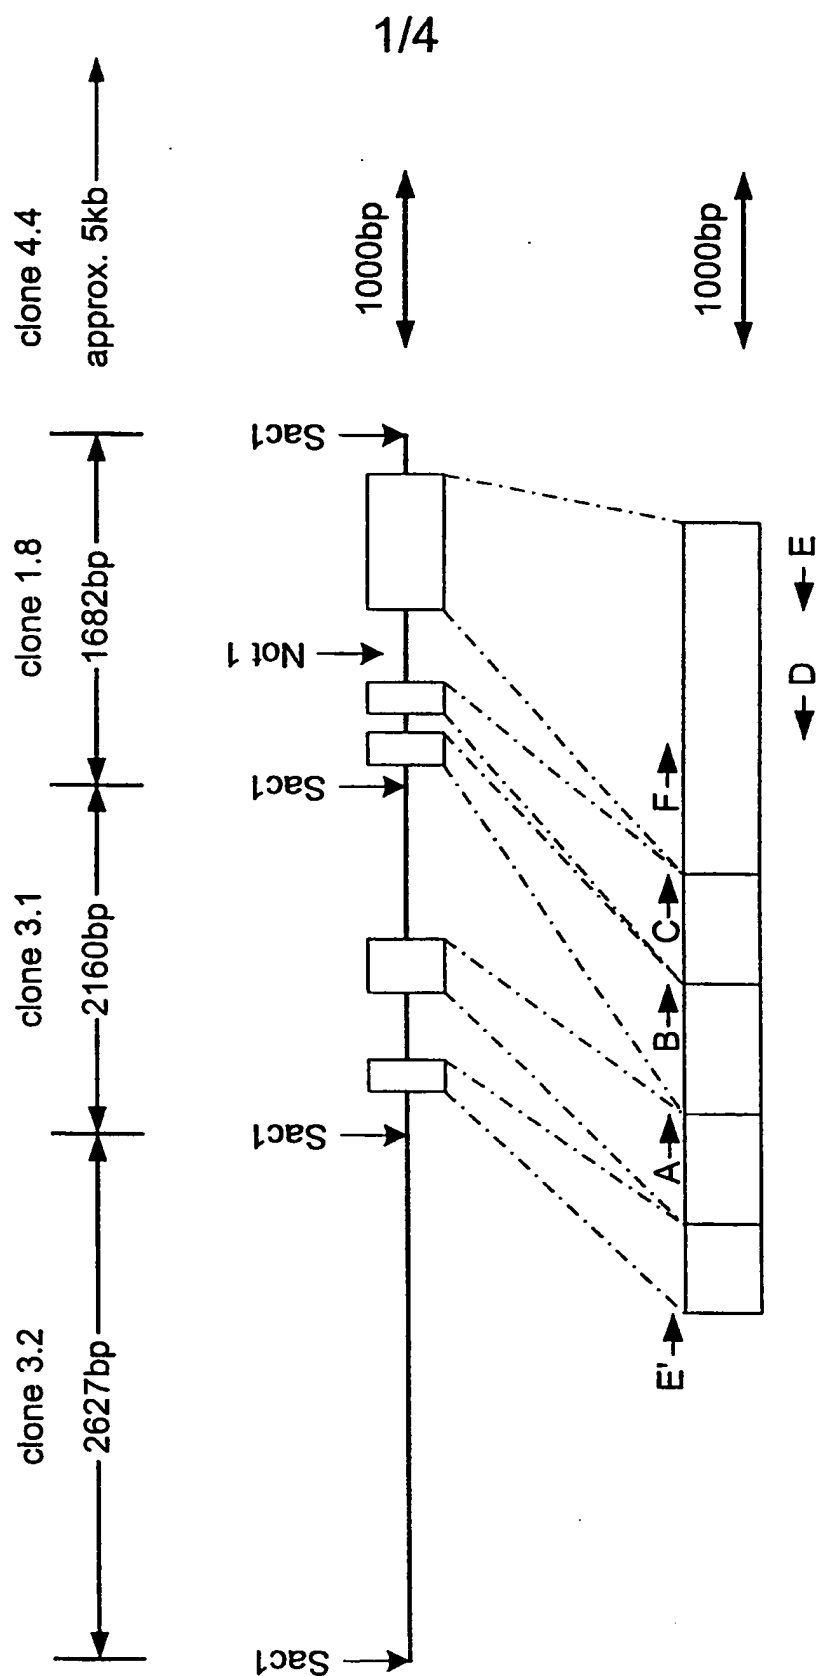 1/4
clone 3.2
clone 3.1
clone 1.8
clone 4.4
2627bp
2160bp
1682bp
approx. 5kb
Sac1
Sac1
Sac1
Not 1
Sac1
1000bp
E'
A
B
C
F
D
E
1000bp